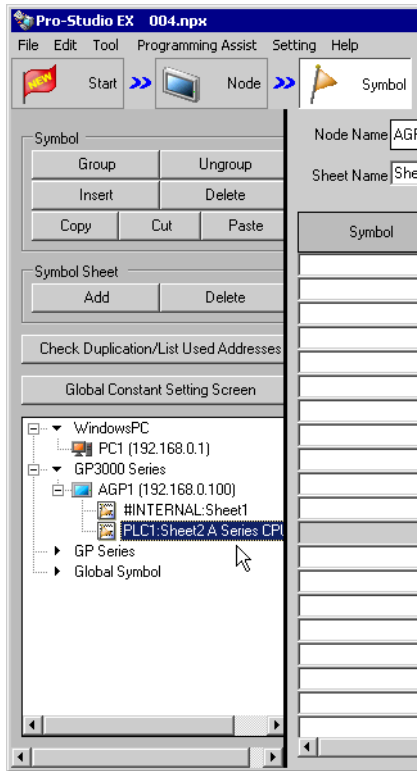 Pro-Studio EX 004.npx
File Edit Tool Programming Assist Setting Help
NEW Start Node Symbol
Symbol
Group Ungroup
Insert Delete
Copy Cut Paste
Symbol Sheet
Add Delete
Check Duplication/List Used Addresses
Global Constant Setting Screen
WindowsPC
PC1 (192.168.0.1)
GP3000 Series
AGP1 (192.168.0.100)
#INTERNAL:Sheet1
PLC1:Sheet2 A Series CPU
GP Series
Global Symbol
Node Name AGP
Sheet Name She
Symbol